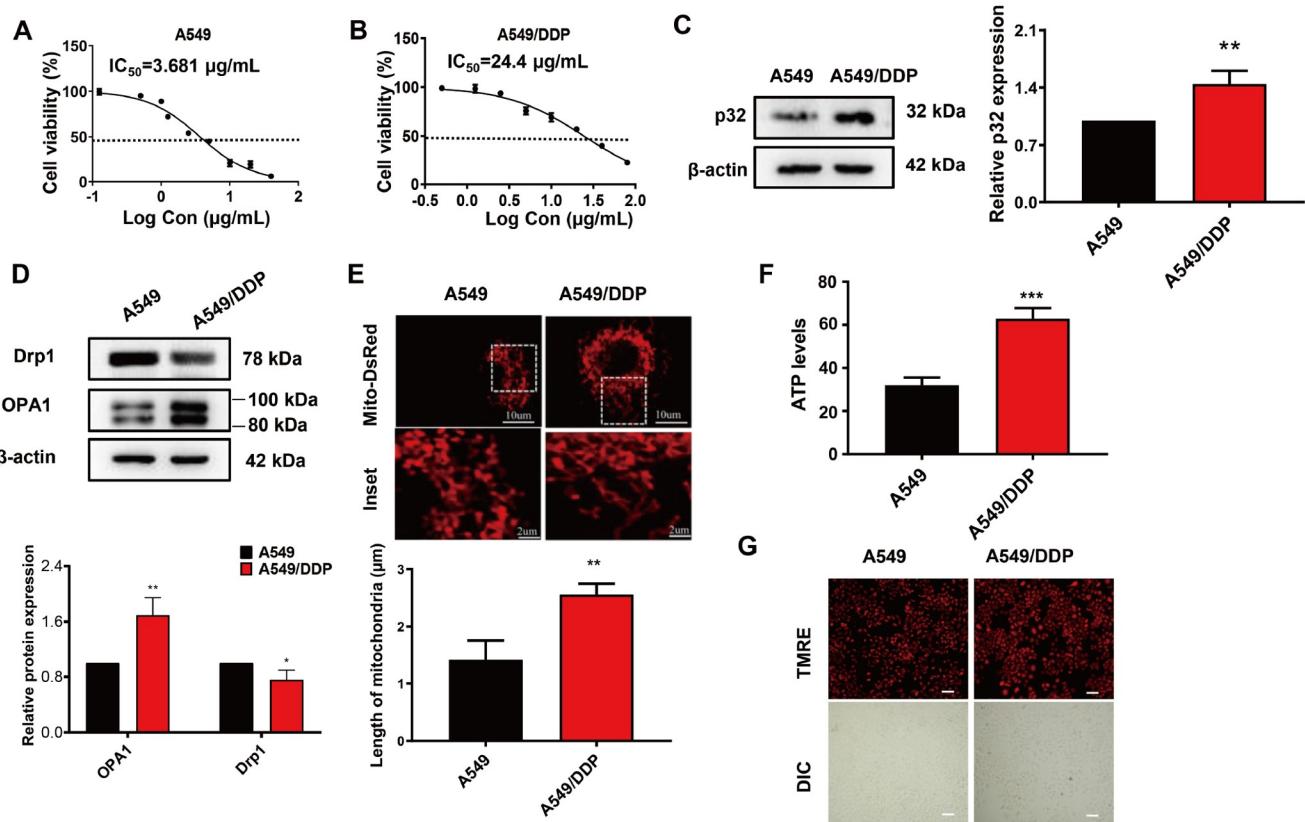 A
A549
IC50=3.681 μg/mL
Cell viability (%)
150
100
50
0
-1
0
1
2
Log Con (μg/mL)
B
A549/DDP
IC50=24.4 μg/mL
Cell viability (%)
150
100
50
0
-0.5
0.0
0.5
1.0
1.5
2.0
Log Con (μg/mL)
C
A549
A549/DDP
p32
32 kDa
β-actin
42 kDa
Relative p32 expression
2.1
1.4
0.7
0.0
**
A549
A549/DDP
D
A549
A549/DDP
Drp1
78 kDa
OPA1
100 kDa
80 kDa
β-actin
42 kDa
A549
A549/DDP
Relative protein expression
2.4
1.6
0.8
0.0
**
*
OPA1
Drp1
E
A549
A549/DDP
Mito-DsRed
10um
10um
Inset
2um
2um
Length of mitochondria (μm)
3
2
1
0
**
A549
A549/DDP
F
ATP levels
80
60
40
20
0
***
A549
A549/DDP
G
A549
A549/DDP
TMRE
DIC